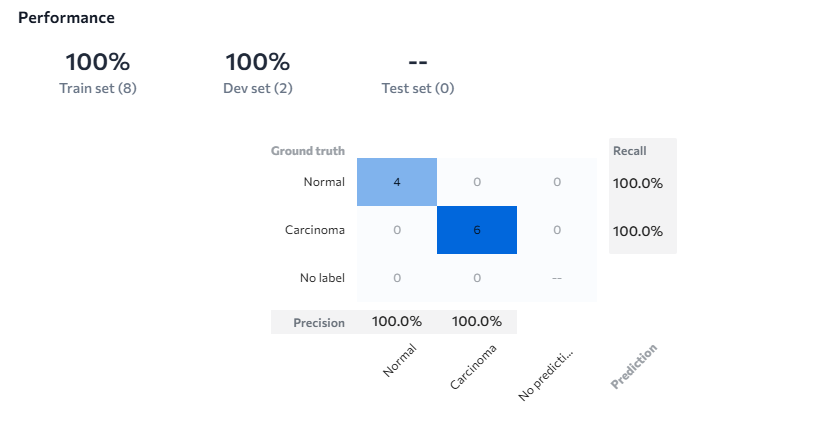 Performance
100% 100% --
Train set (8) Dev set (2) Test set (0)
Ground truth Recall
Normal 4 0 0 100.0%
Carcinoma 0 6 0 100.0%
No label 0 0 --
Precision 100.0% 100.0%
Normal Carcinoma No predicti... Prediction